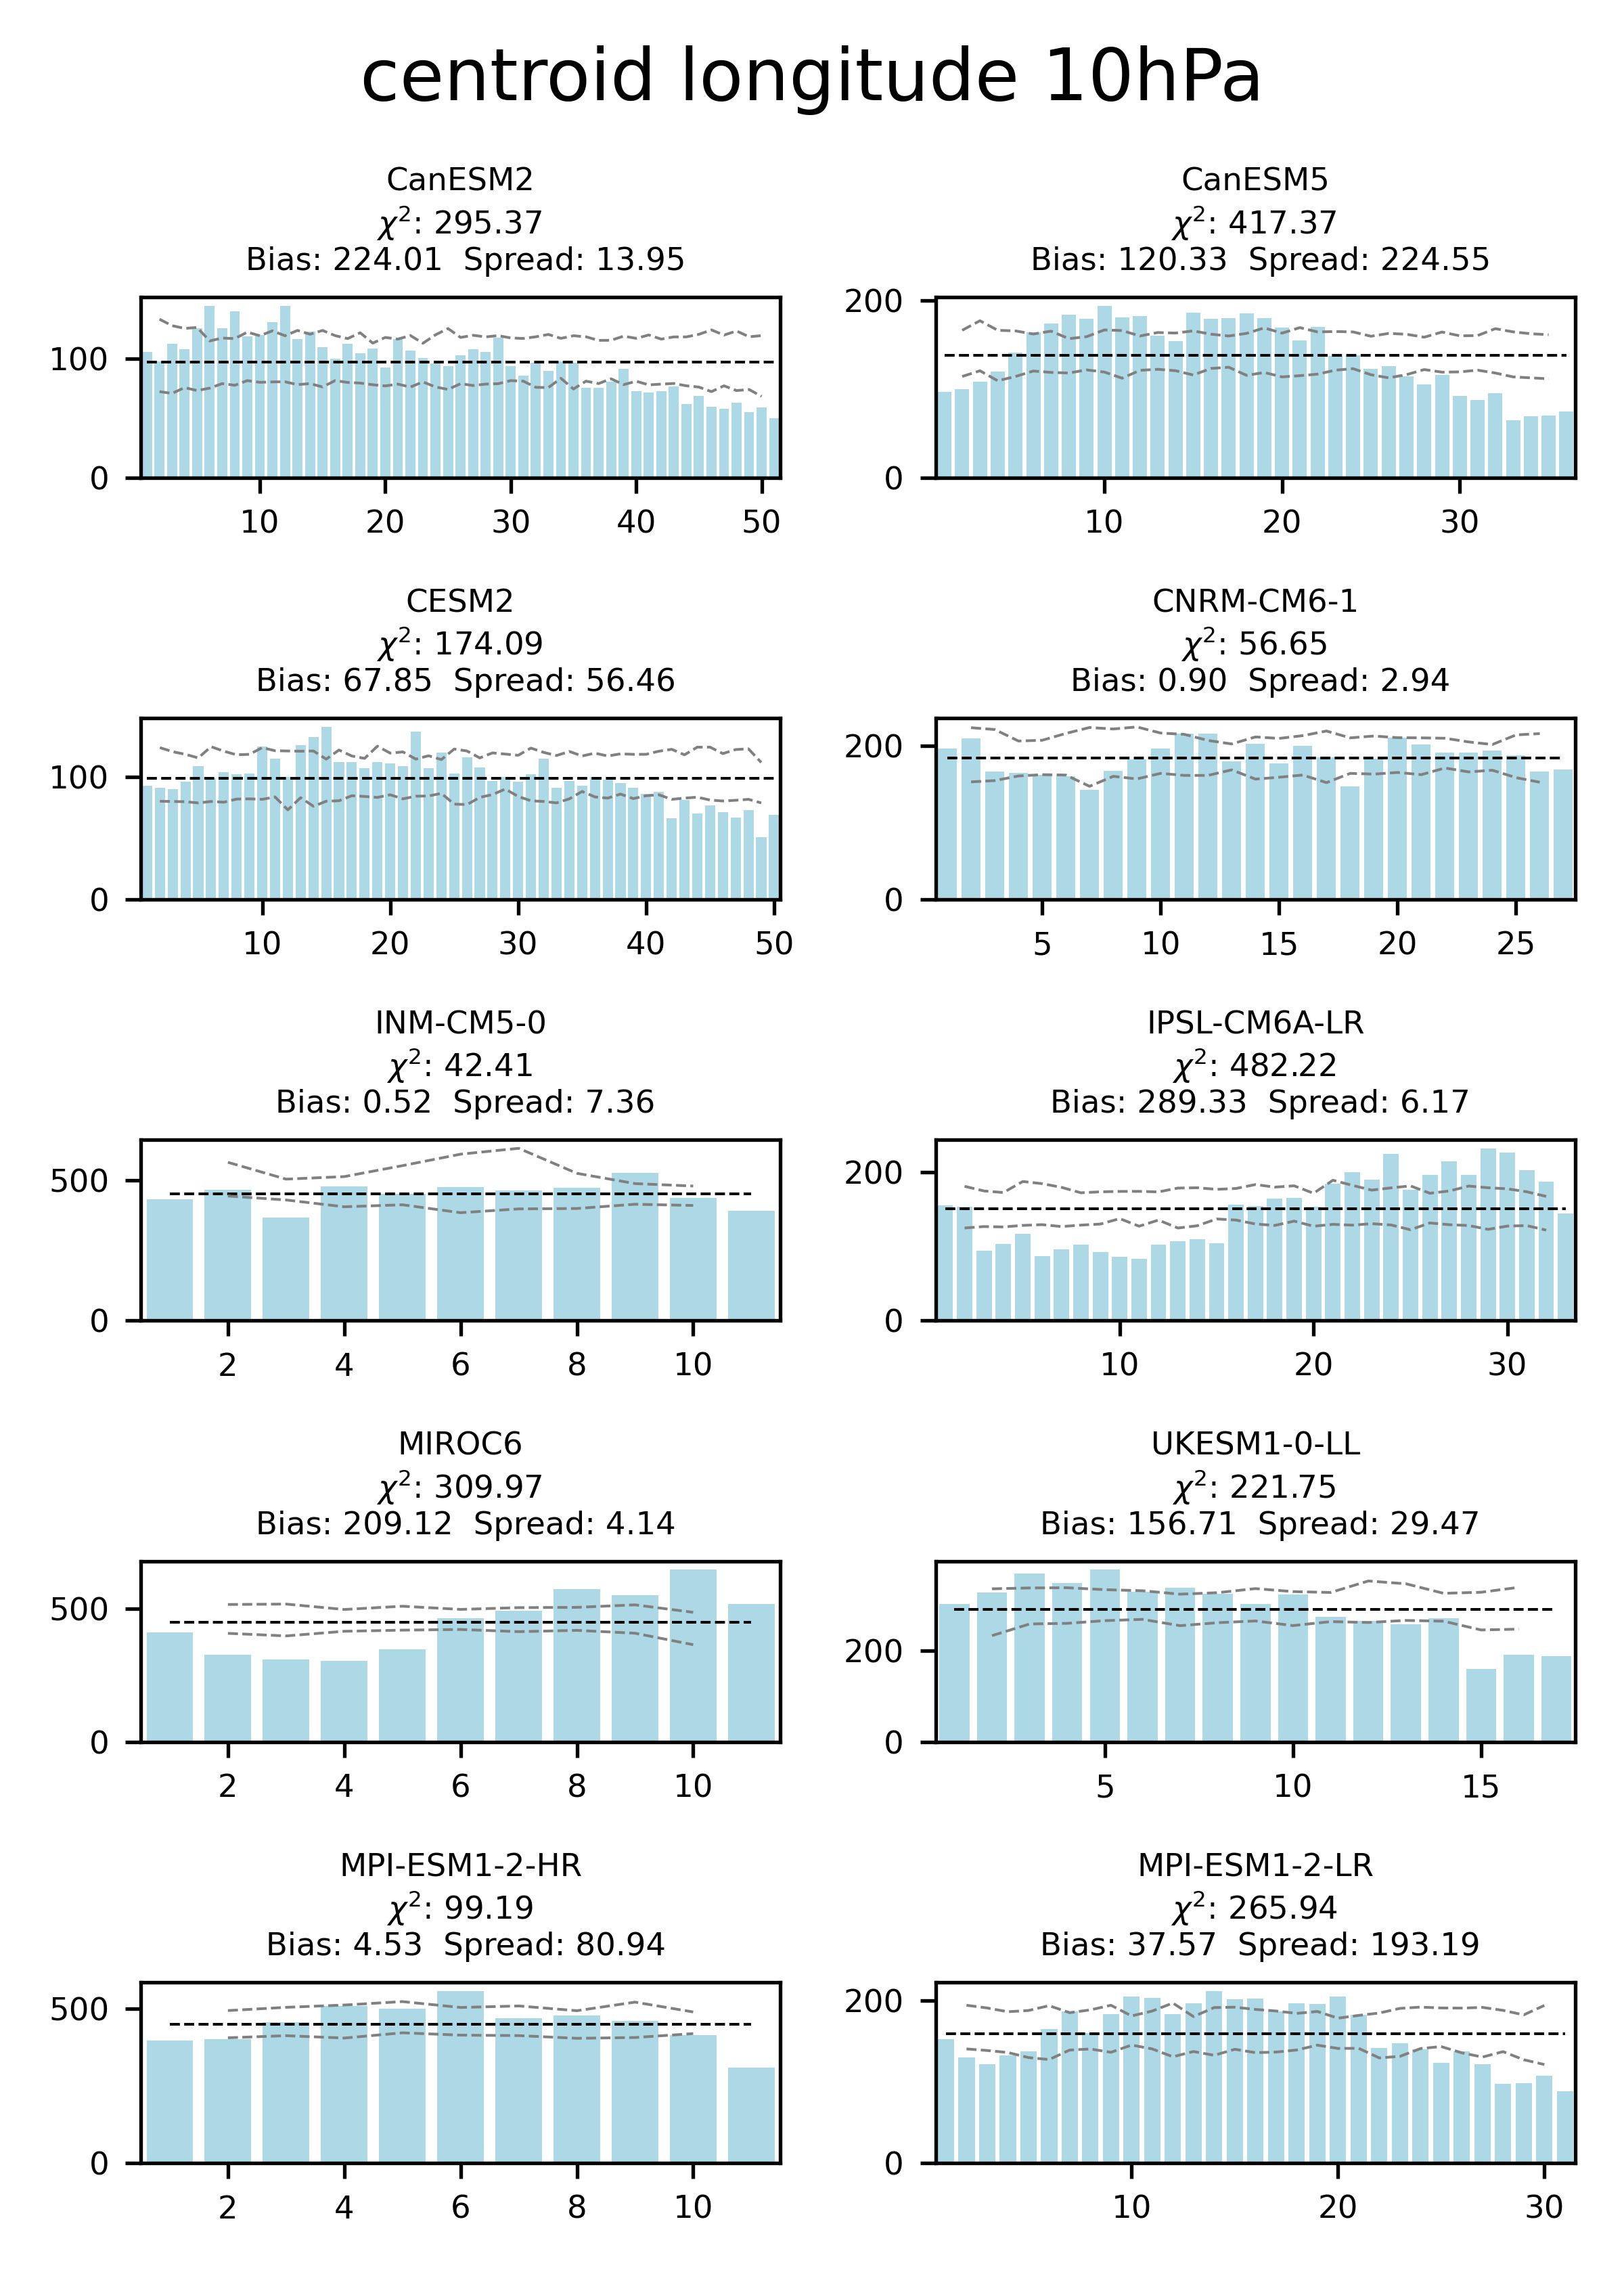 centroid longitude 10hPa
CanESM2
χ²: 295.37
Bias: 224.01 Spread: 13.95
100
0
10 20 30 40 50
CanESM5
χ²: 417.37
Bias: 120.33 Spread: 224.55
200
0
10 20 30
CESM2
χ²: 174.09
Bias: 67.85 Spread: 56.46
100
0
10 20 30 40 50
CNRM-CM6-1
χ²: 56.65
Bias: 0.90 Spread: 2.94
200
0
5 10 15 20 25
INM-CM5-0
χ²: 42.41
Bias: 0.52 Spread: 7.36
500
0
2 4 6 8 10
IPSL-CM6A-LR
χ²: 482.22
Bias: 289.33 Spread: 6.17
200
0
10 20 30
MIROC6
χ²: 309.97
Bias: 209.12 Spread: 4.14
500
0
2 4 6 8 10
UKESM1-0-LL
χ²: 221.75
Bias: 156.71 Spread: 29.47
200
0
5 10 15
MPI-ESM1-2-HR
χ²: 99.19
Bias: 4.53 Spread: 80.94
500
0
2 4 6 8 10
MPI-ESM1-2-LR
χ²: 265.94
Bias: 37.57 Spread: 193.19
200
0
10 20 30